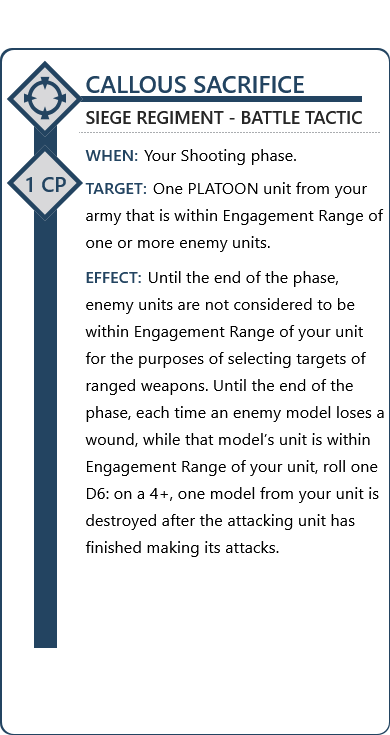 CALLOUS SACRIFICE
SIEGE REGIMENT - BATTLE TACTIC
WHEN: Your Shooting phase.
1 CP
TARGET: One PLATOON unit from your
army that is within Engagement Range of
one or more enemy units.
EFFECT: Until the end of the phase,
enemy units are not considered to be
within Engagement Range of your unit
for the purposes of selecting targets of
ranged weapons. Until the end of the
phase, each time an enemy model loses a
wound, while that model’s unit is within
Engagement Range of your unit, roll one
D6: on a 4+, one model from your unit is
destroyed after the attacking unit has
finished making its attacks.